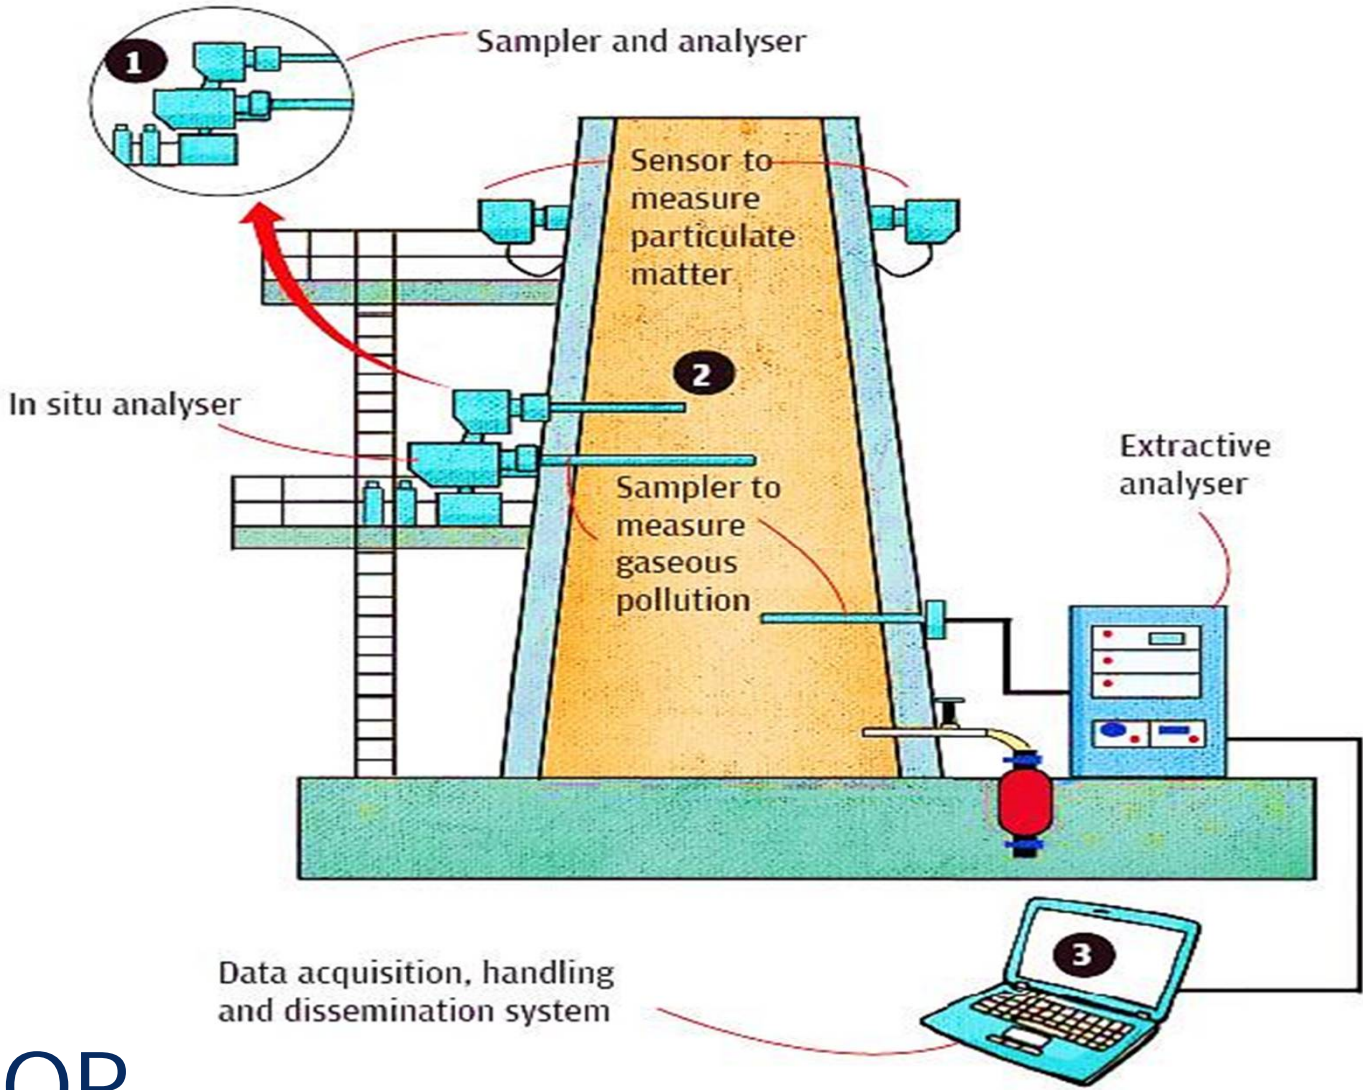 1
Sampler and analyser
Sensor to
measure
particulate
matter
2
In situ analyser
Sampler to
measure
gaseous
pollution
Extractive
analyser
3
Data acquisition, handling
and dissemination system